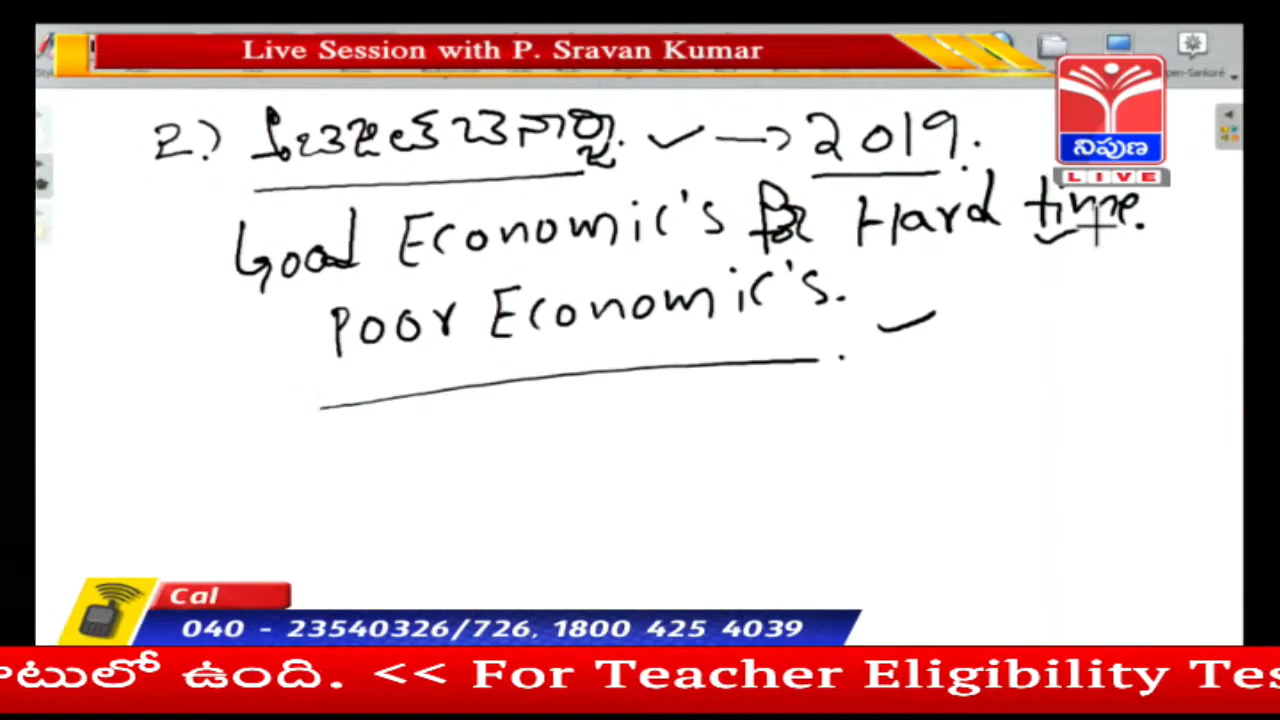 Live Session with P. Sravan Kumar
నిపుణ
LIVE
2.) బెనర్జీ. → 2019.
Good Economic's for Hard time.
Poor Economic's.
Cal
040 - 23540326/726, 1800 425 4039
ాటులో ఉంది. << For Teacher Eligibility Tes